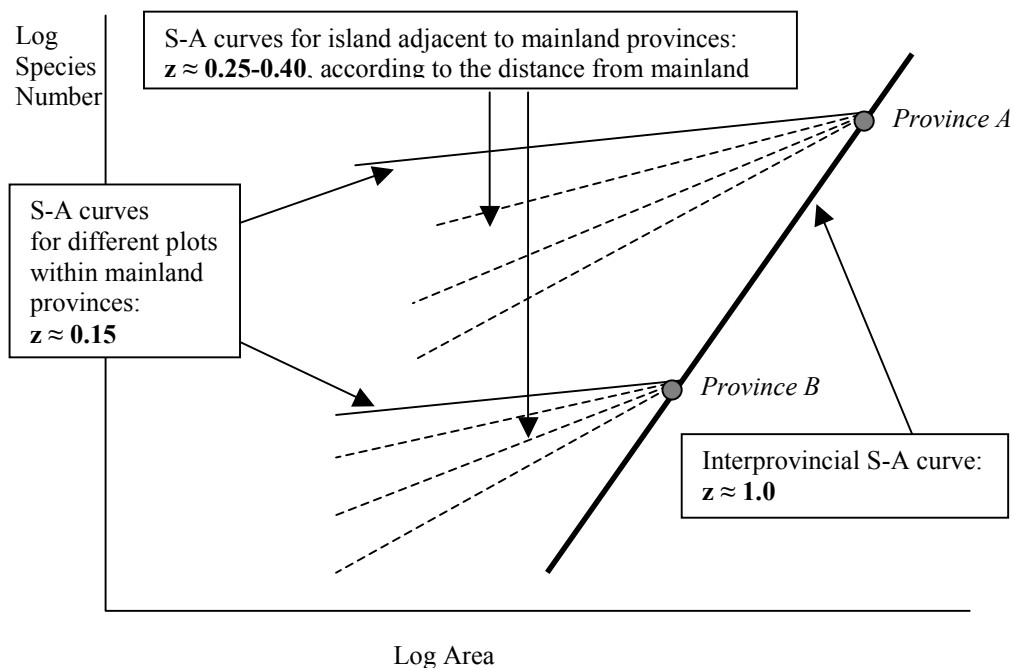 Log
Species
Number
S-A curves for island adjacent to mainland provinces:
z ≈ 0.25-0.40, according to the distance from mainland
Province A
S-A curves
for different plots
within mainland
provinces:
z ≈ 0.15
Province B
Interprovincial S-A curve:
z ≈ 1.0
Log Area